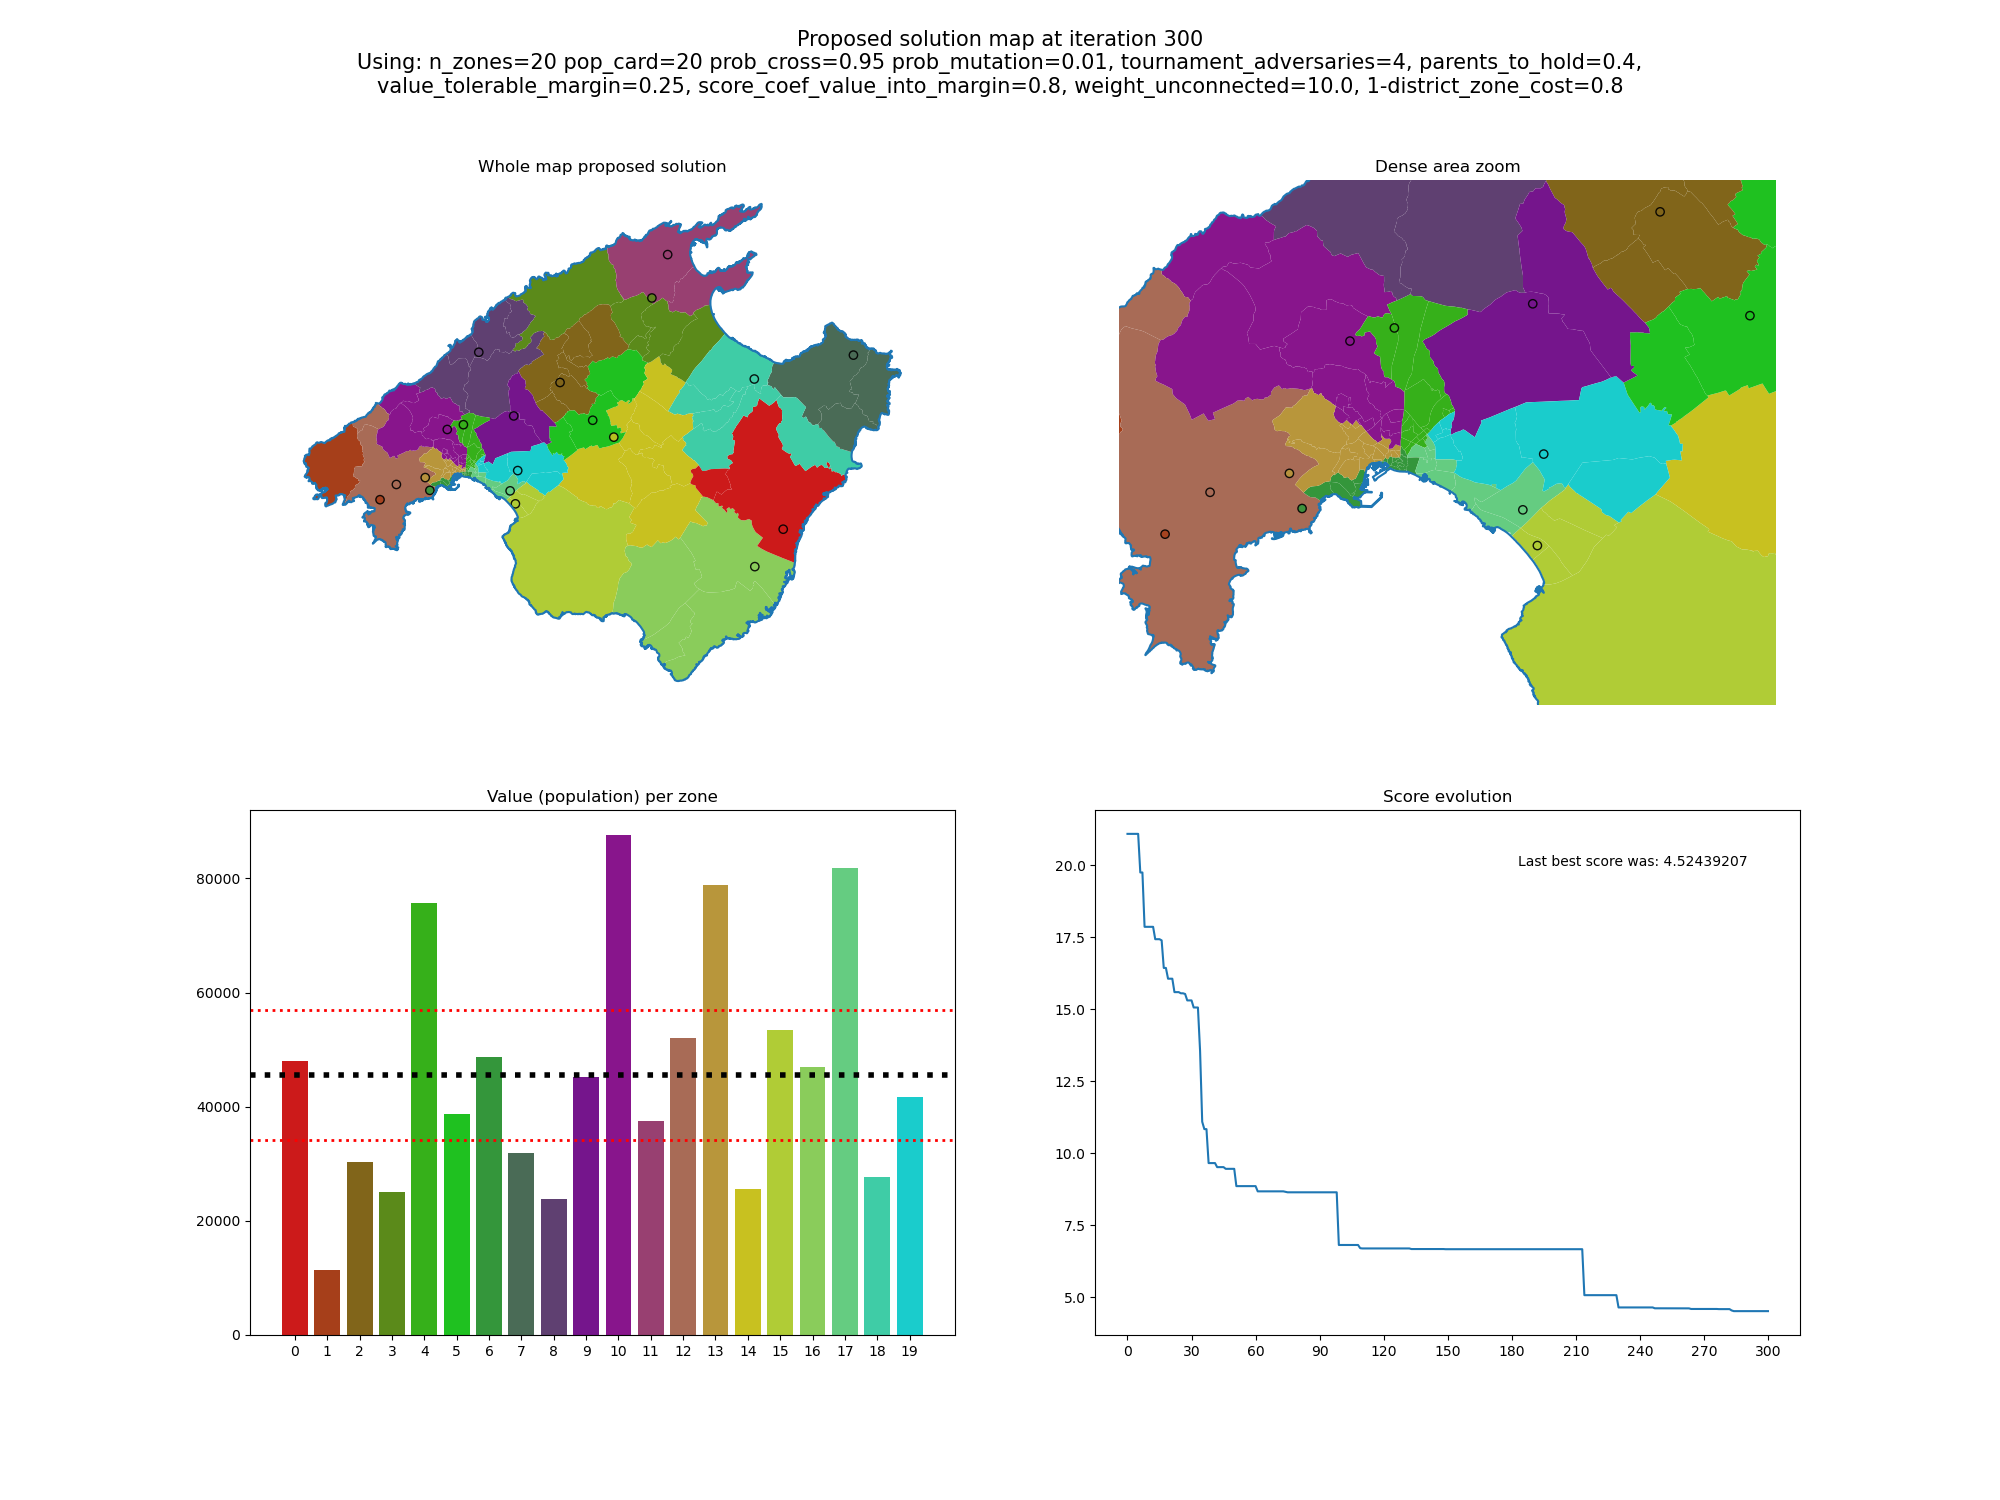 Proposed solution map at iteration 300
Using: n_zones=20 pop_card=20 prob_cross=0.95 prob_mutation=0.01, tournament_adversaries=4, parents_to_hold=0.4,
value_tolerable_margin=0.25, score_coef_value_into_margin=0.8, weight_unconnected=10.0, 1-district_zone_cost=0.8
Whole map proposed solution
Dense area zoom
Value (population) per zone
80000
60000
40000
20000
0
0 1 2 3 4 5 6 7 8 9 10 11 12 13 14 15 16 17 18 19
Score evolution
Last best score was: 4.52439207
20.0
17.5
15.0
12.5
10.0
7.5
5.0
0 30 60 90 120 150 180 210 240 270 300